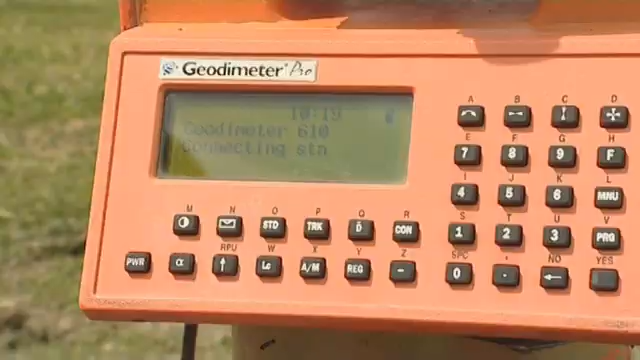 Geodimeter® Pro
10:19
Geodimeter 610
Connecting stn
A B C D
E F G H
7 8 9 F
I J K L
4 5 6 MNU
M N O P Q R S T U V
STD TRK D CON 1 2 3 PRG
RPU W X Y Z SPC , NO YES
PWR α ↑ Lc A/M REG - 0 . ←